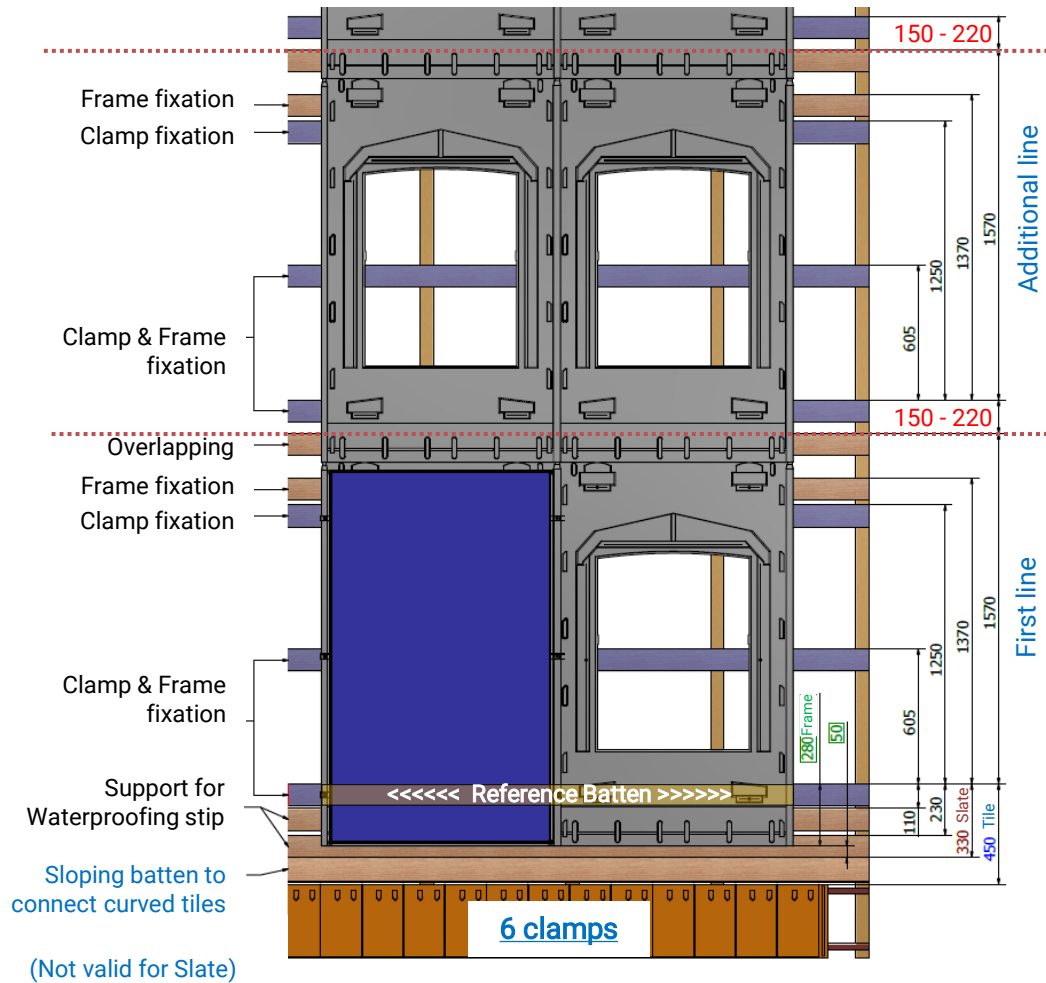 150 - 220
Frame fixation
Clamp fixation
Clamp & Frame
fixation
Overlapping
Frame fixation
Clamp fixation
Clamp & Frame
fixation
Support for
Waterproofing stip
Sloping batten to
connect curved tiles
(Not valid for Slate)
605
1250
1370
1570
Additional line
150 - 220
605
1250
1370
1570
First line
280 Frame
50
<<<<<< Reference Batten >>>>>>
110
230
330 Slate
450 Tile
6 clamps